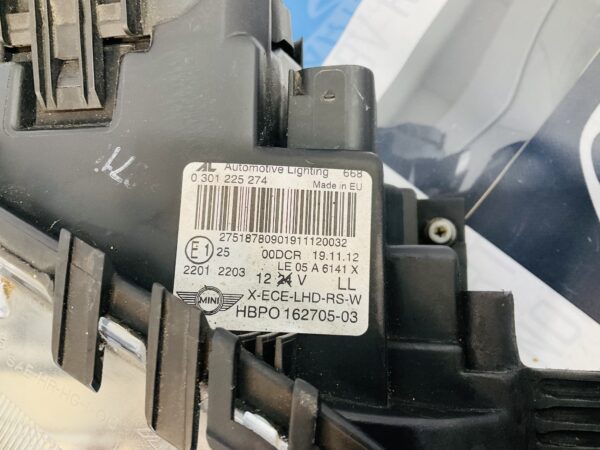 AL Automotive Lighting 668
0 301 225 274 Made in EU
27518780901911120032
E1 25 00DCR 19.11.12
2201 2203 LE 05 A 6141 X
12 24 V LL
MINI X-ECE-LHD-RS-W
HBPO 162705-03